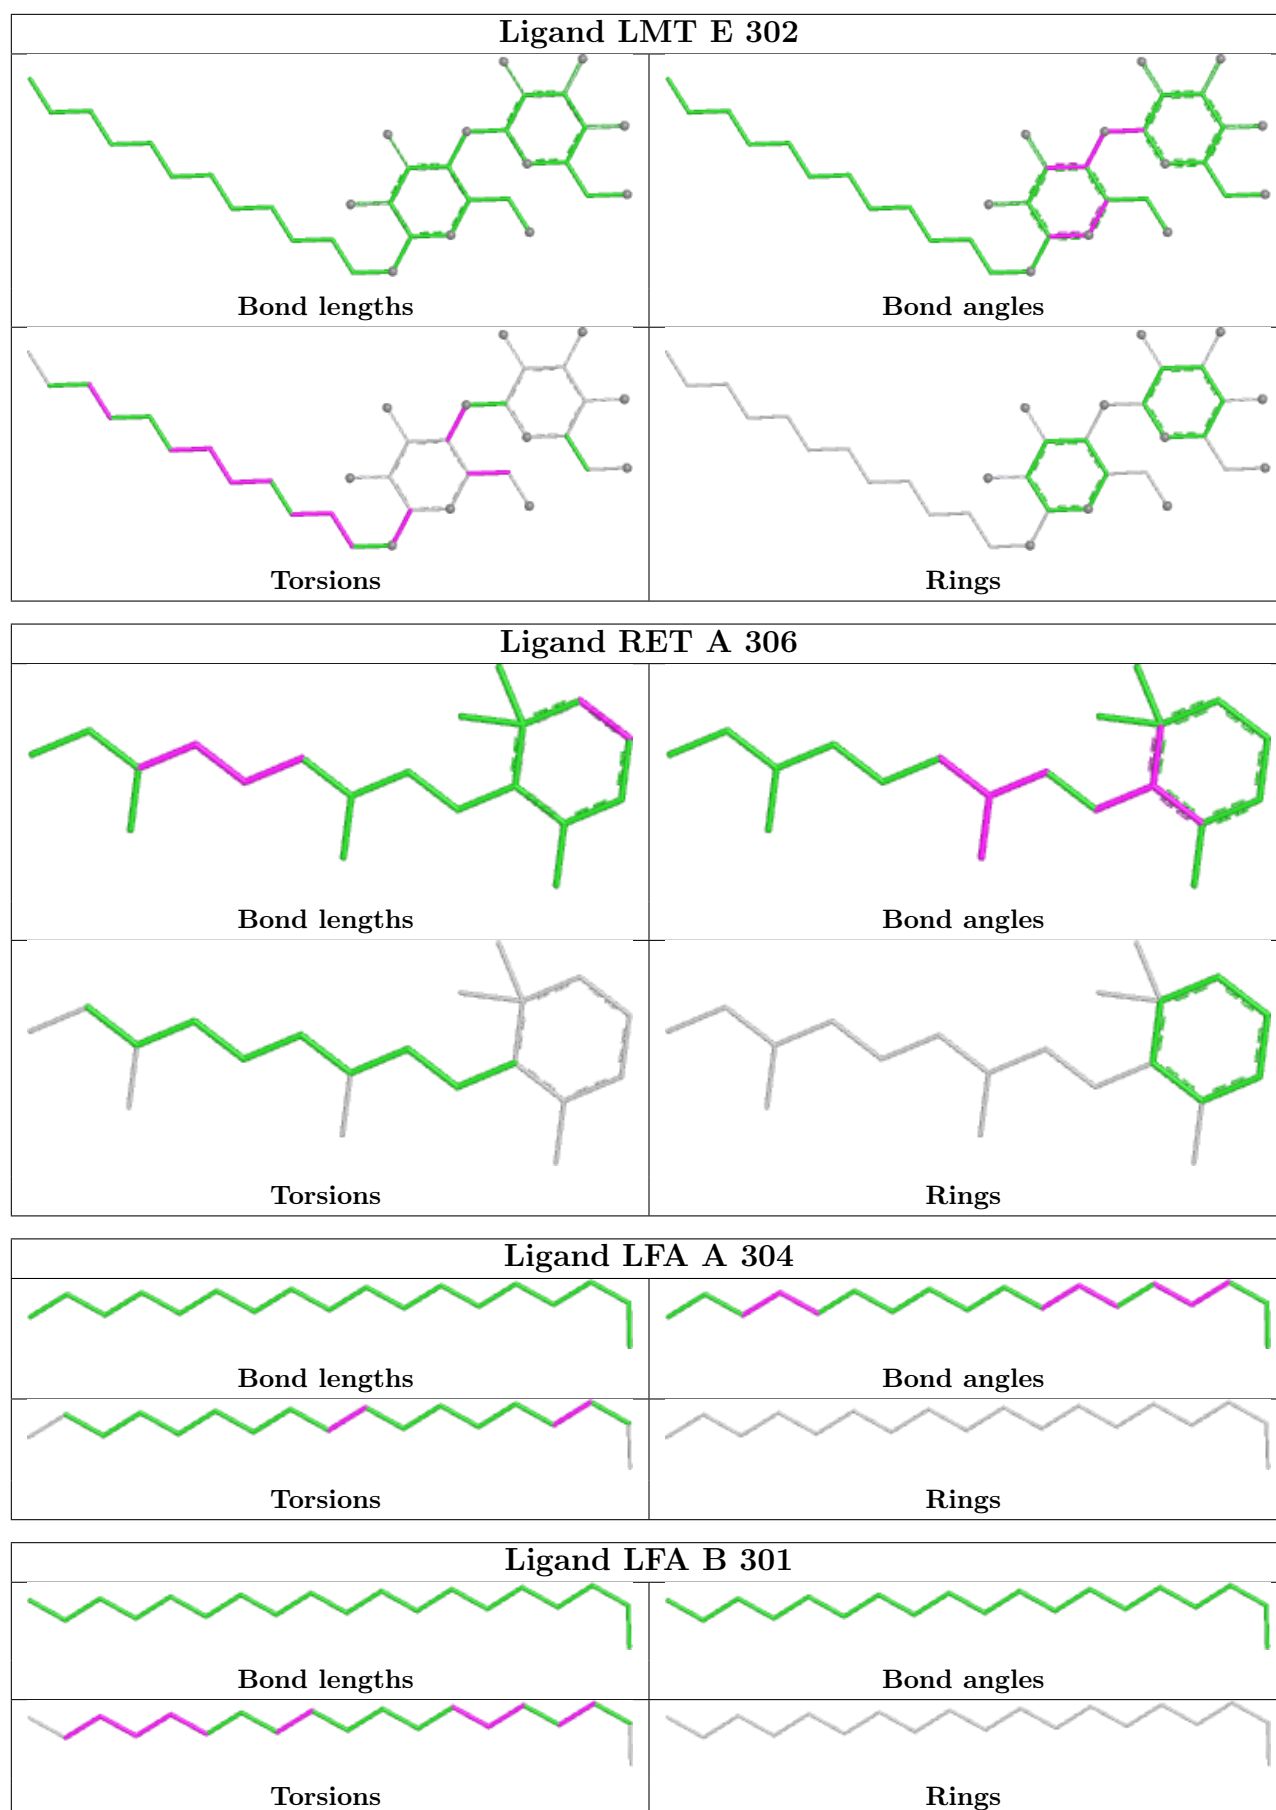 Ligand LMT E 302
Bond lengths
Bond angles
Torsions
Rings
Ligand RET A 306
Bond lengths
Bond angles
Torsions
Rings
Ligand LFA A 304
Bond lengths
Bond angles
Torsions
Rings
Ligand LFA B 301
Bond lengths
Bond angles
Torsions
Rings